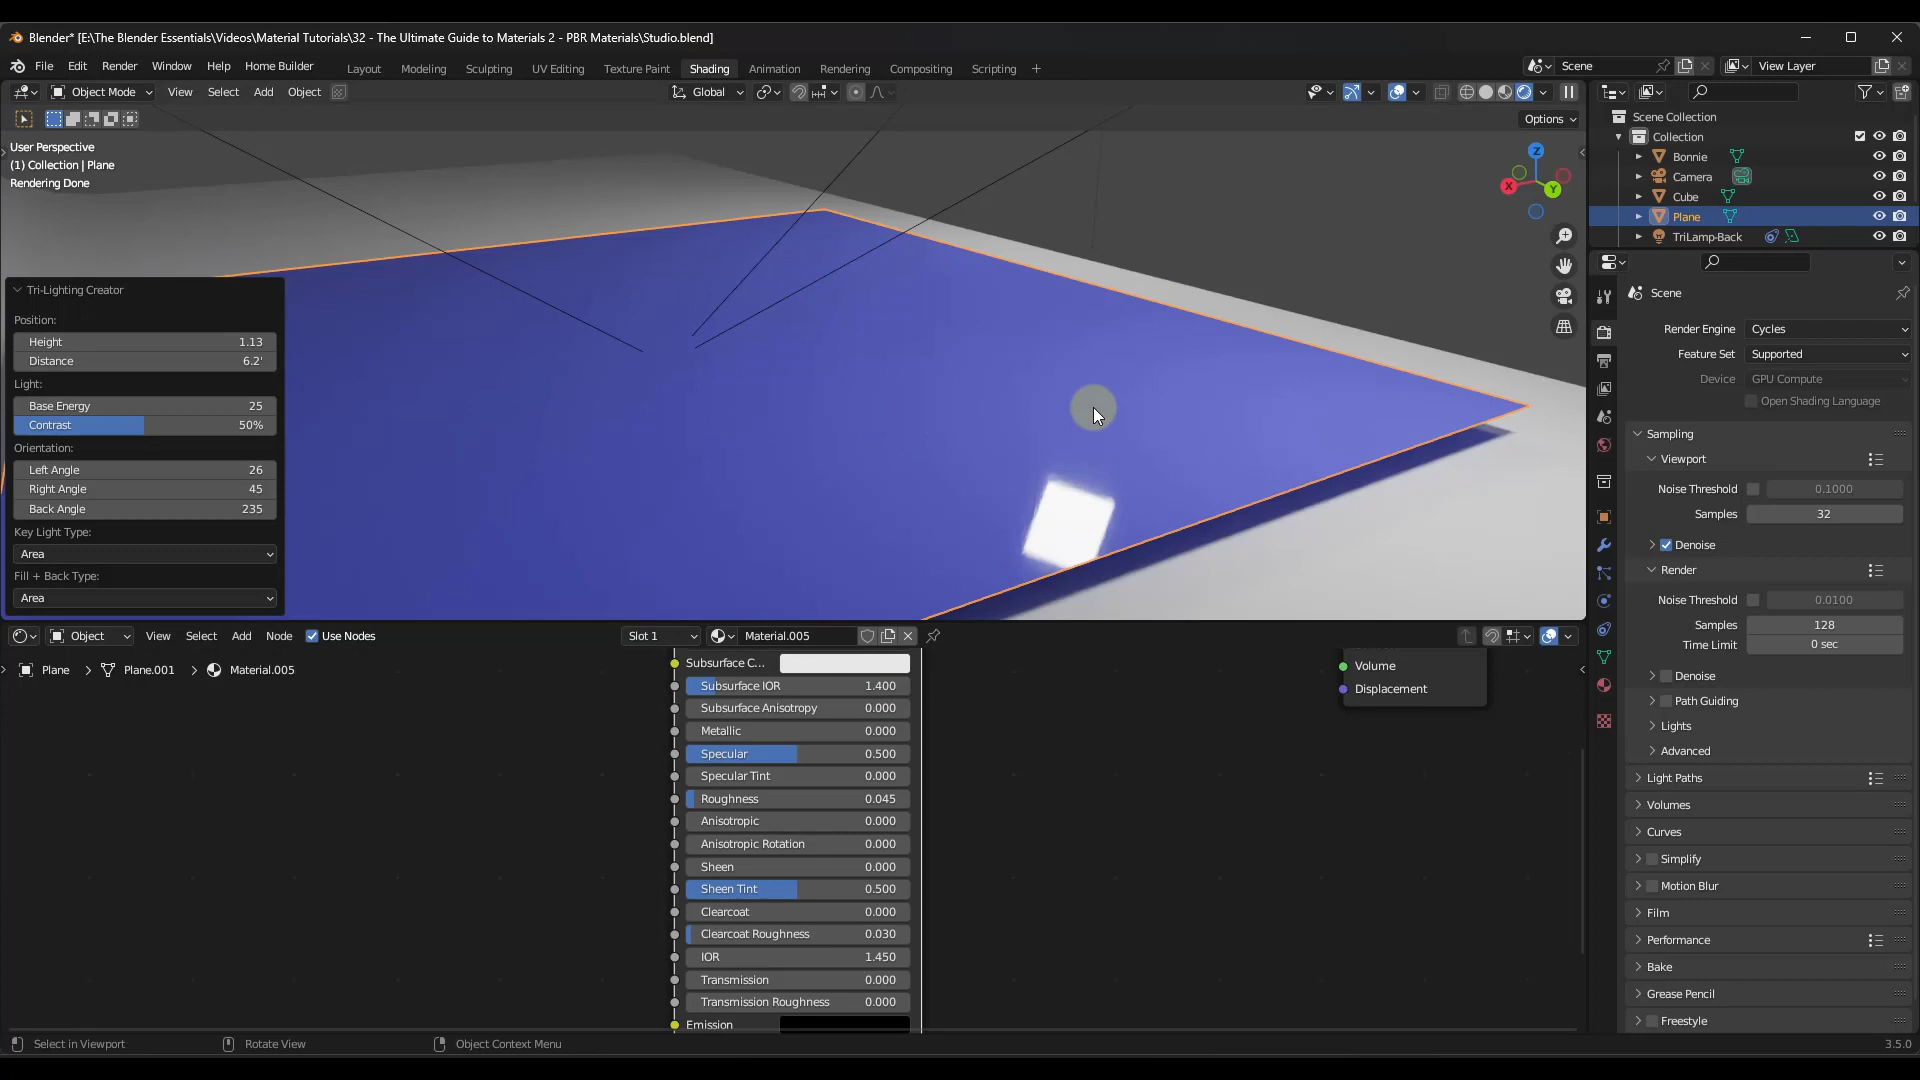 Blender* [E:\The Blender Essentials\Videos\Material Tutorials\32 - The Ultimate Guide to Materials 2 - PBR Materials\Studio.blend]
File Edit Render Window Help Home Builder Layout Modeling Sculpting UV Editing Texture Paint Shading Animation Rendering Compositing Scripting + Scene View Layer
Object Mode View Select Add Object Global
Options
User Perspective
(1) Collection | Plane
Rendering Done
Z
X
Y
Tri-Lighting Creator
Position:
Height 1.13
Distance 6.2'
Light:
Base Energy 25
Contrast 50%
Orientation:
Left Angle 26
Right Angle 45
Back Angle 235
Key Light Type:
Area
Fill + Back Type:
Area
Scene Collection
Collection
Bonnie
Camera
Cube
Plane
TriLamp-Back
Scene
Render Engine Cycles
Feature Set Supported
Device GPU Compute
Open Shading Language
Sampling
Viewport
Noise Threshold 0.1000
Samples 32
Denoise
Render
Noise Threshold 0.0100
Samples 128
Time Limit 0 sec
Denoise
Path Guiding
Lights
Advanced
Light Paths
Volumes
Curves
Simplify
Motion Blur
Film
Performance
Bake
Grease Pencil
Freestyle
Object View Select Add Node Use Nodes Slot 1 Material.005
Plane Plane.001 Material.005
Subsurface C...
Subsurface IOR 1.400
Subsurface Anisotropy 0.000
Metallic 0.000
Specular 0.500
Specular Tint 0.000
Roughness 0.045
Anisotropic 0.000
Anisotropic Rotation 0.000
Sheen 0.000
Sheen Tint 0.500
Clearcoat 0.000
Clearcoat Roughness 0.030
IOR 1.450
Transmission 0.000
Transmission Roughness 0.000
Emission
Volume
Displacement
Select in Viewport Rotate View Object Context Menu 3.5.0